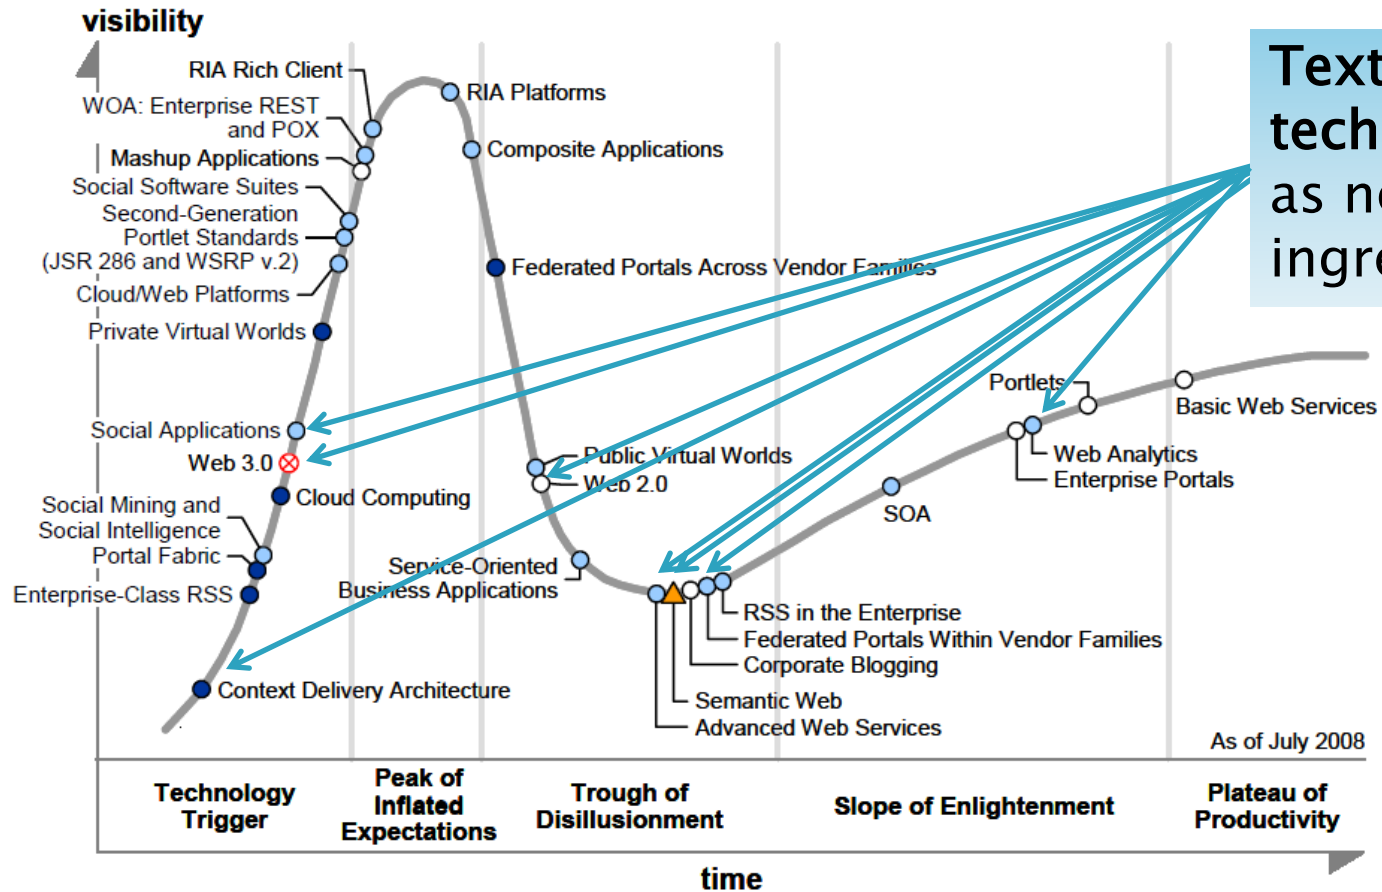 visibility
RIA Rich Client
WOA: Enterprise REST
and POX
Mashup Applications
Social Software Suites
Second-Generation
Portlet Standards
(JSR 286 and WSRP v.2)
Cloud/Web Platforms
Private Virtual Worlds
Social Applications
Web 3.0
Cloud Computing
Social Mining and
Social Intelligence
Portal Fabric
Enterprise-Class RSS
Context Delivery Architecture
RIA Platforms
Composite Applications
Federated Portals Across Vendor Families
Public Virtual Worlds
Web 2.0
Service-Oriented
Business Applications
RSS in the Enterprise
Federated Portals Within Vendor Families
Corporate Blogging
Semantic Web
Advanced Web Services
SOA
Portlets
Web Analytics
Enterprise Portals
Basic Web Services
Text
tech
as
ingre
As of July 2008
Technology
Trigger
Peak of
Inflated
Expectations
Trough of
Disillusionment
Slope of Enlightenment
Plateau of
Productivity
time